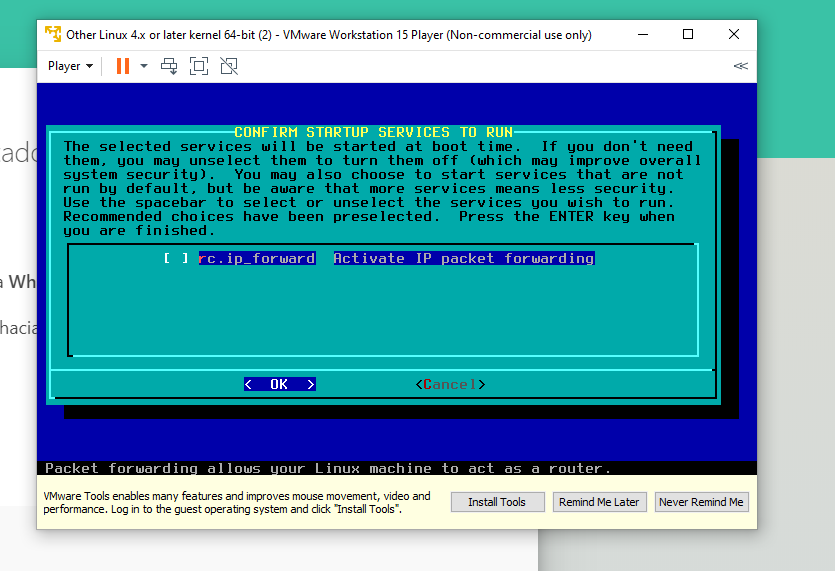 Other Linux 4.x or later kernel 64-bit (2) - VMware Workstation 15 Player (Non-commercial use only)
Player
CONFIRM STARTUP SERVICES TO RUN
The selected services will be started at boot time.  If you don't need
them, you may unselect them to turn them off (which may improve overall
system security).  You may also choose to start services that are not
run by default, but be aware that more services means less security.
Use the spacebar to select or unselect the services you wish to run.
Recommended choices have been preselected.  Press the ENTER key when
you are finished.
[ ] rc.ip_forward  Activate IP packet forwarding
<  OK  >
<Cancel>
Packet forwarding allows your Linux machine to act as a router.
VMware Tools enables many features and improves mouse movement, video and
performance. Log in to the guest operating system and click "Install Tools".
Install Tools
Remind Me Later
Never Remind Me
hacia